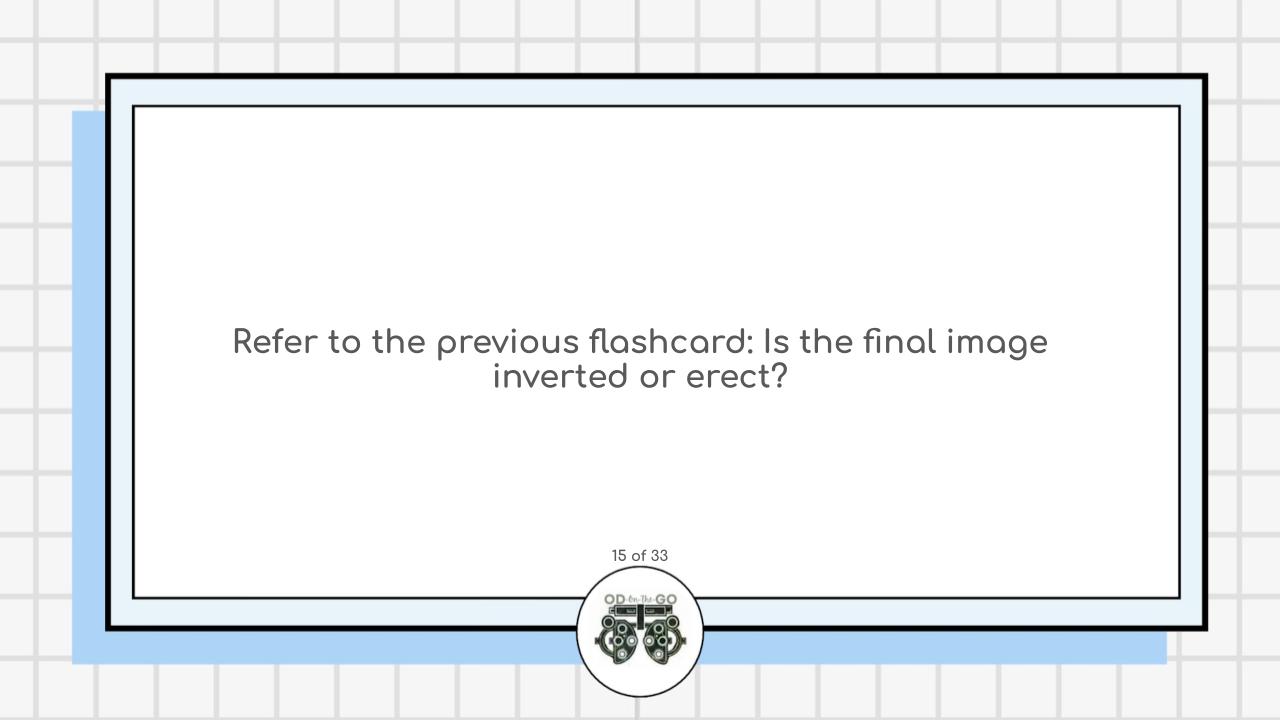 Refer to the previous flashcard: Is the final image
inverted or erect?
15 of 33
OD-On-The-GO